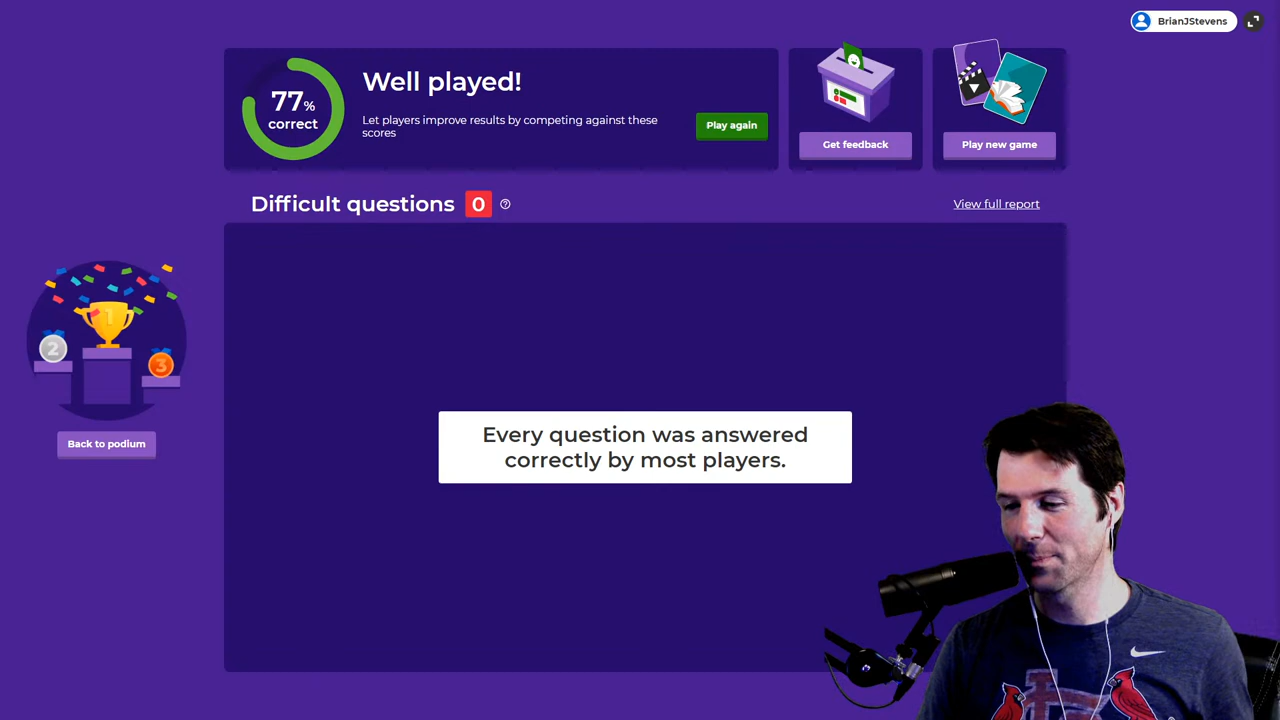 BrianJStevens
77%
correct
Well played!
Let players improve results by competing against these
scores
Play again
Get feedback
Play new game
Difficult questions 0
View full report
1
2
3
Back to podium
Every question was answered
correctly by most players.